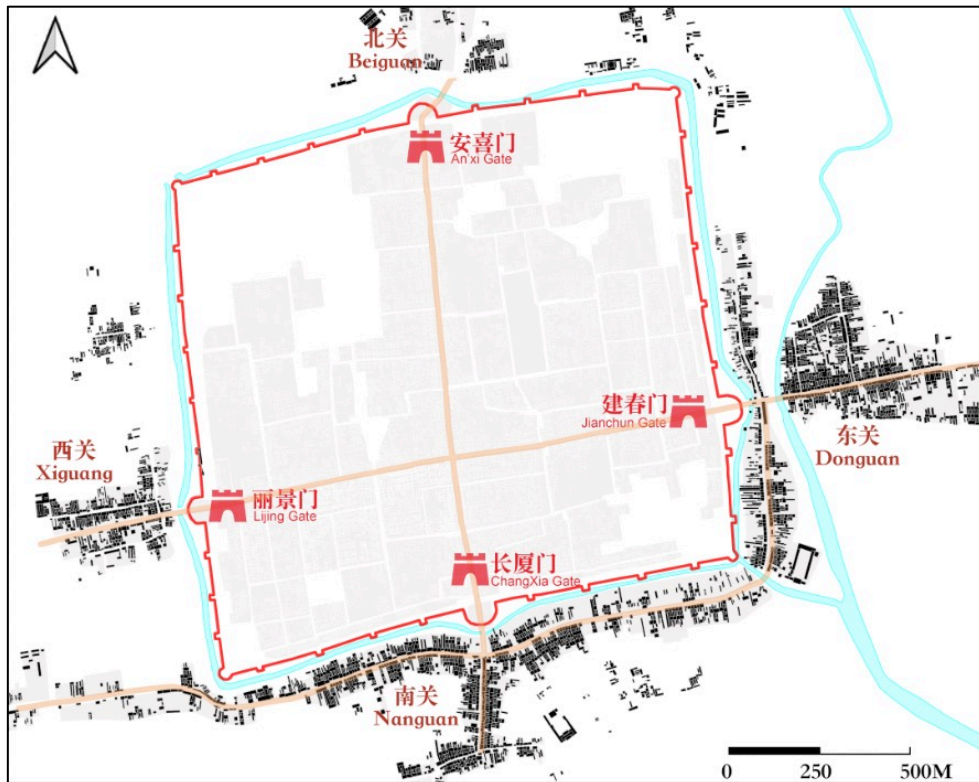 北关
Beiguan
安喜门
An'xi Gate
建春门
Jianchun Gate
东关
Donguan
西关
Xiguang
丽景门
Lijing Gate
长厦门
ChangXia Gate
南关
Nanguan
0 250 500M